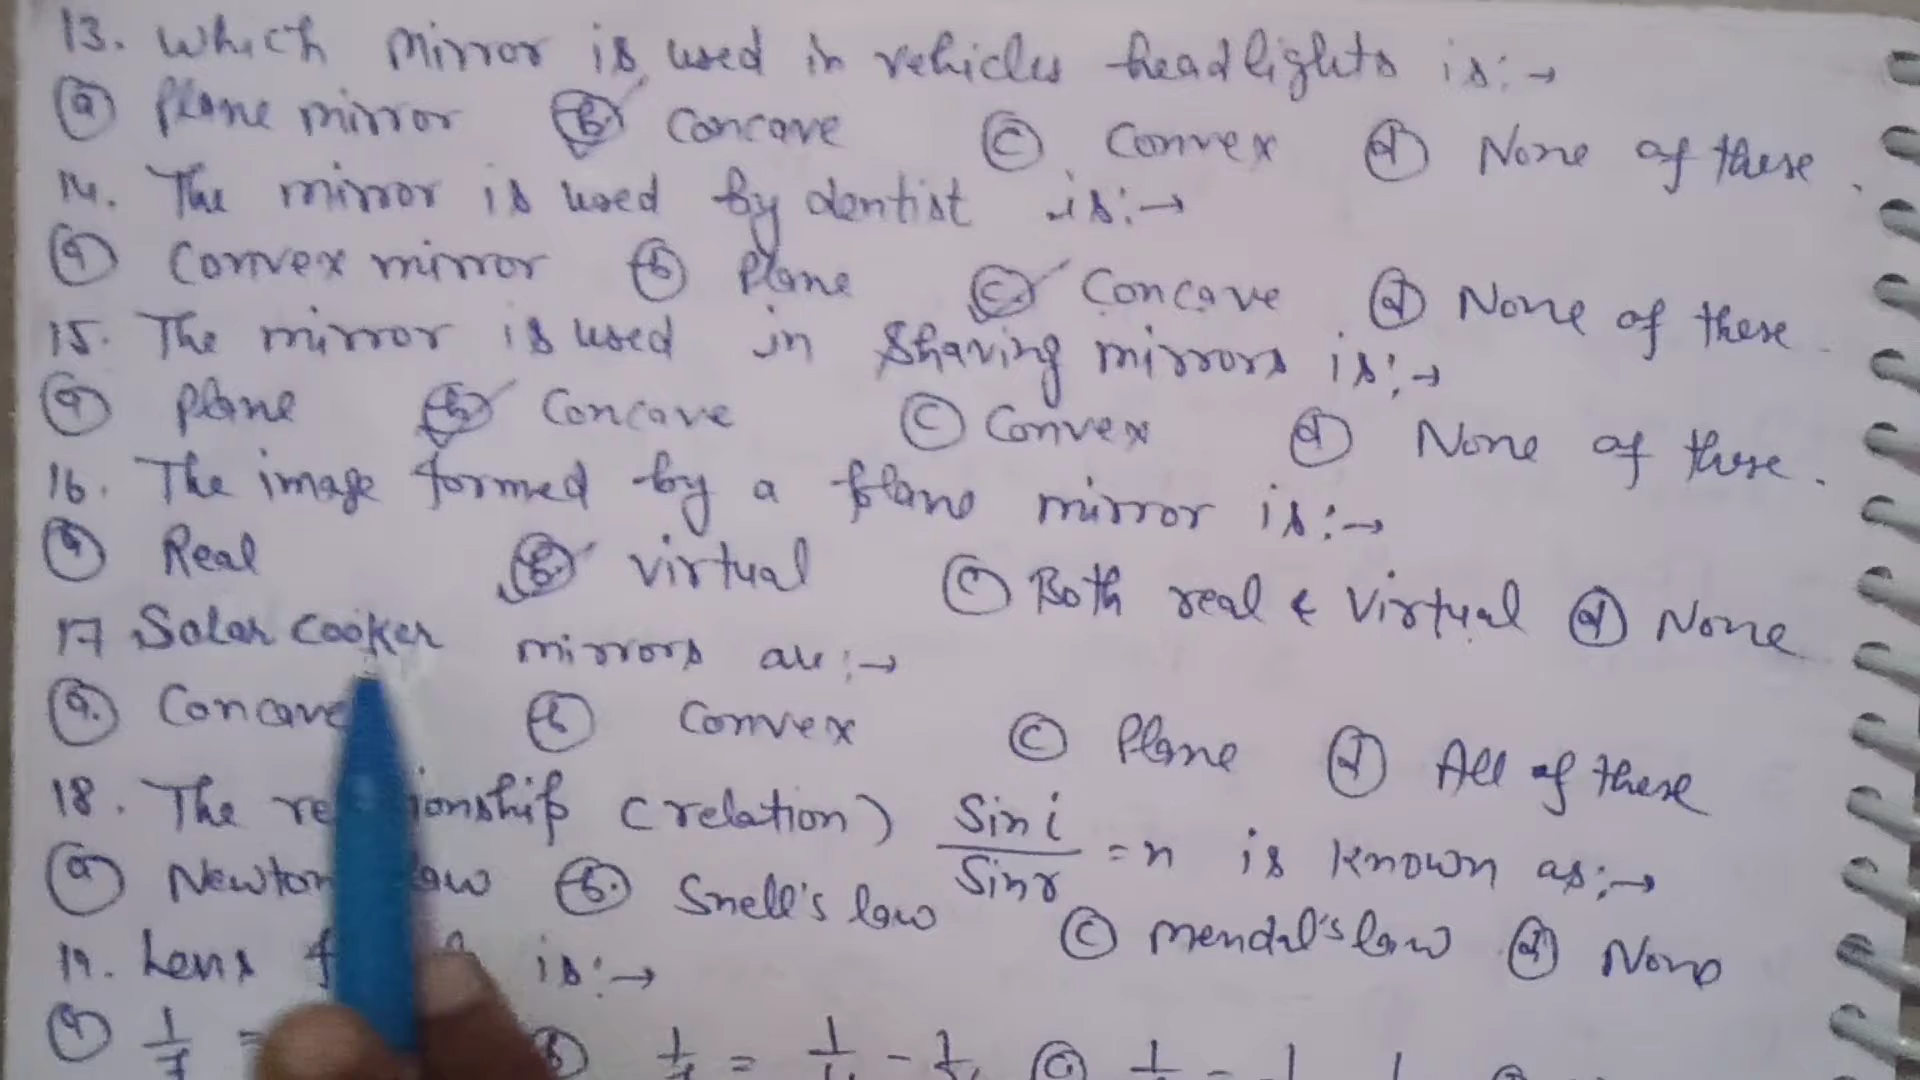 13. Which mirror is used in vehicles headlights is:→
(a) Plane mirror (b) Concave (c) Convex (d) None of these.
14. The mirror is used by dentist is:→
(a) Convex mirror (b) Plane (c) Concave (d) None of these.
15. The mirror is used in shaving mirrors is:→
(a) Plane (b) Concave (c) Convex (d) None of these.
16. The image formed by a plane mirror is:→
(a) Real (b) Virtual (c) Both real & Virtual (d) None
17 Solar cooker mirrors are:→
(a) Concave (b) Convex (c) Plane (d) All of these
18. The (relation) Sin i / Sin r = n is known as:→
(a) Newton law (b) Snell's law (c) mendal's law (d) None
19. Lens is:→
(a) 1/f = (b) 1/f = (c)